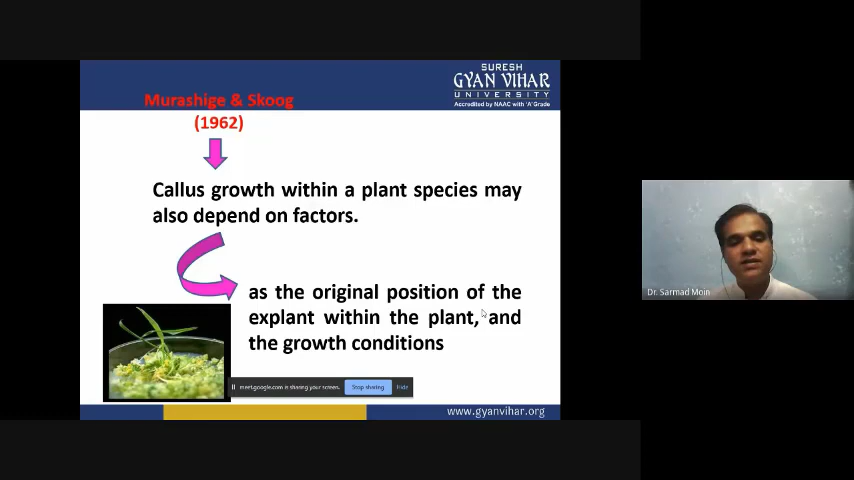 SURESH
GYAN VIHAR
UNIVERSITY
Accredited by NAAC with 'A' Grade
Murashige & Skoog
(1962)
Callus growth within a plant species may
also depend on factors.
as the original position of the
explant within the plant, and
the growth conditions
meet.google.com is sharing your screen.
Stop sharing
Hide
www.gyanvihar.org
Dr. Sarmad Moin